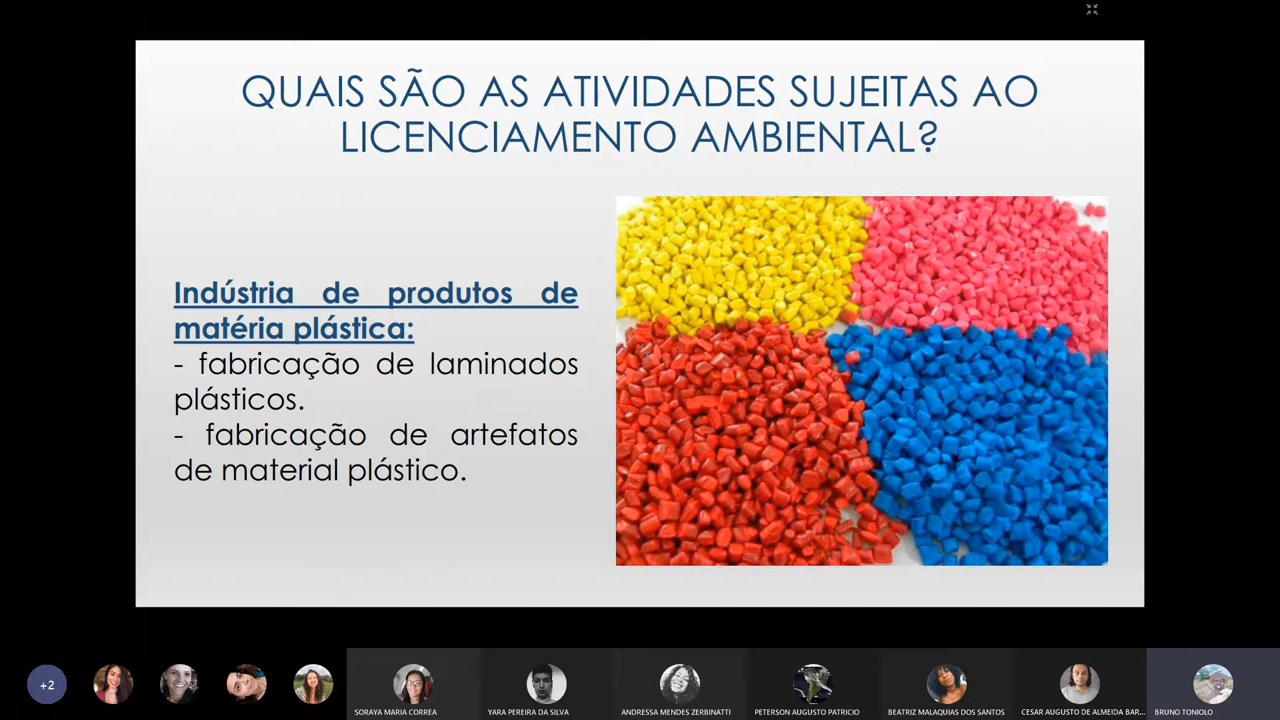 QUAIS SÃO AS ATIVIDADES SUJEITAS AO
LICENCIAMENTO AMBIENTAL?
Indústria de produtos de
matéria plástica:
- fabricação de laminados
plásticos.
- fabricação de artefatos
de material plástico.
+2
SORAYA MARIA CORREA
YARA PEREIRA DA SILVA
ANDRESSA MENDES ZERBINATTI
PETERSON AUGUSTO PATRICIO
BEATRIZ MALAQUIAS DOS SANTOS
CESAR AUGUSTO DE ALMEIDA BAR...
BRUNO TONIOLO